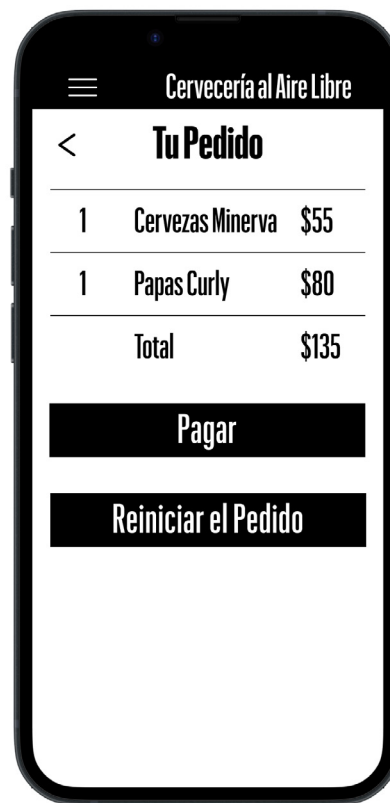 Cervecería al Aire Libre
< Tu Pedido
1 Cervezas Minerva $55
1 Papas Curly $80
Total $135
Pagar
Reiniciar el Pedido